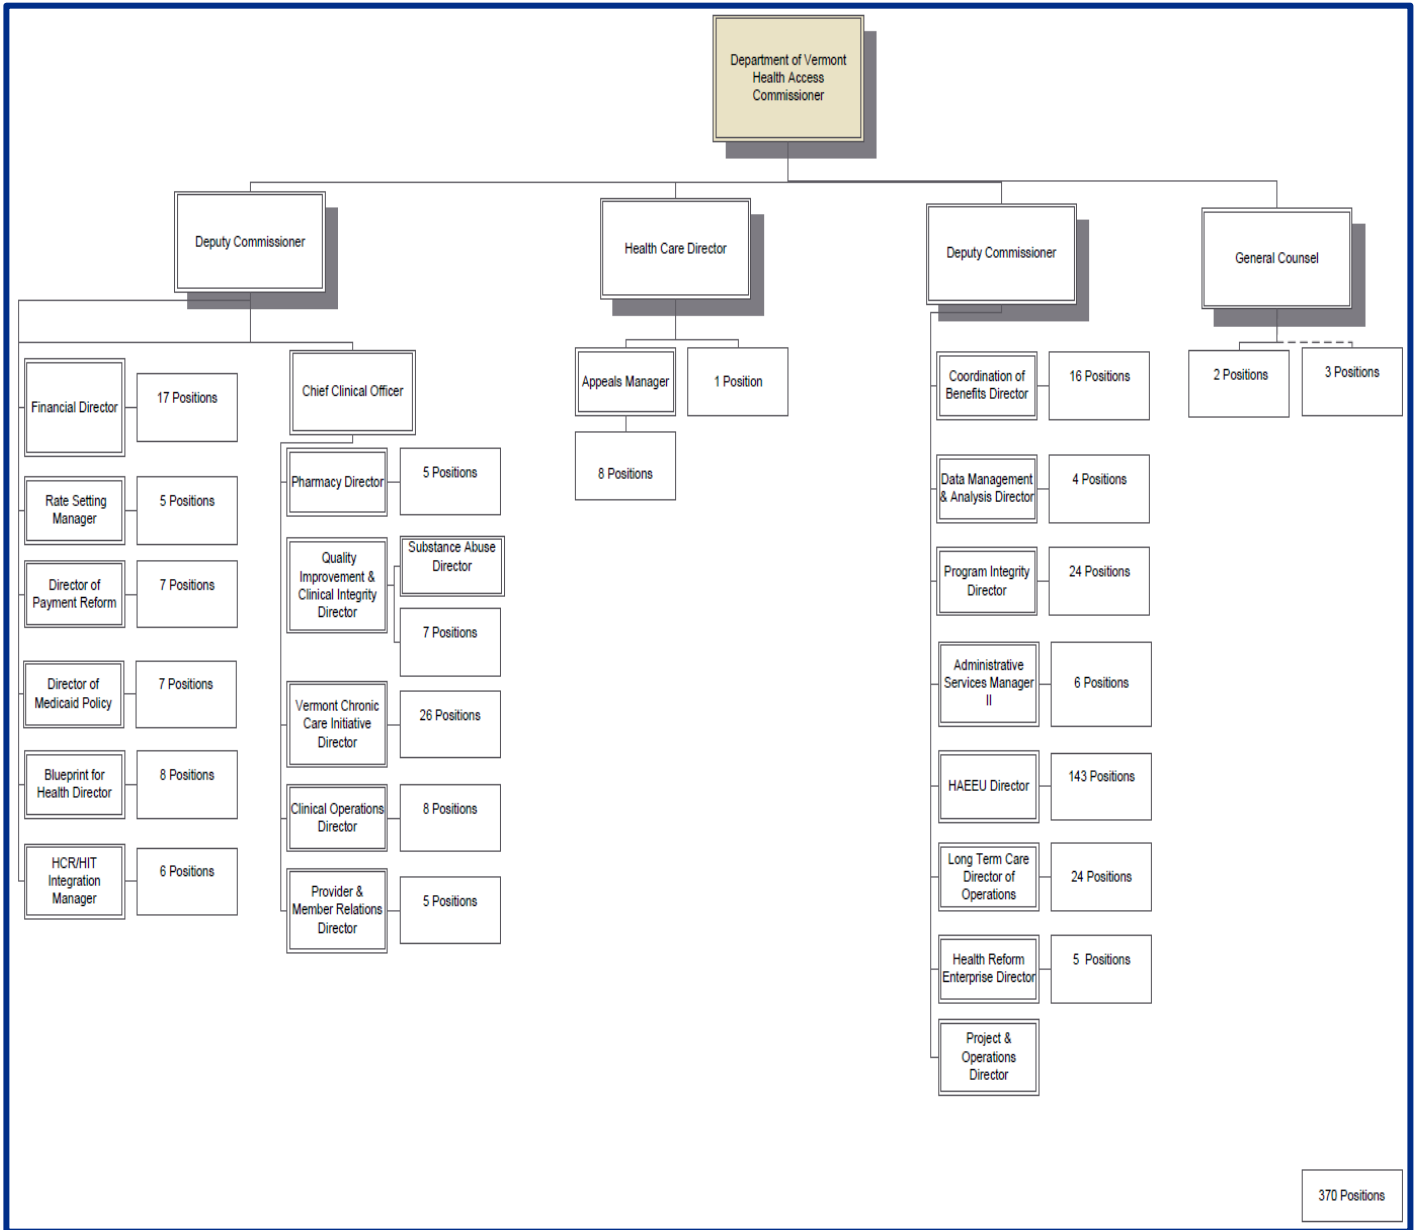 Department of Vermont
Health Access
Commissioner
Deputy Commissioner
Health Care Director
Deputy Commissioner
General Counsel
Financial Director
17 Positions
Rate Setting
Manager
5 Positions
Director of
Payment Reform
7 Positions
Director of
Medicaid Policy
7 Positions
Blueprint for
Health Director
8 Positions
HCR/HIT
Integration
Manager
6 Positions
Chief Clinical Officer
Pharmacy Director
5 Positions
Quality
Improvement &
Clinical Integrity
Director
Substance Abuse
Director
7 Positions
Vermont Chronic
Care Initiative
Director
26 Positions
Clinical Operations
Director
8 Positions
Provider &
Member Relations
Director
5 Positions
Appeals Manager
1 Position
8 Positions
Coordination of
Benefits Director
16 Positions
Data Management
& Analysis Director
4 Positions
Program Integrity
Director
24 Positions
Administrative
Services Manager
II
6 Positions
HAEEU Director
143 Positions
Long Term Care
Director of
Operations
24 Positions
Health Reform
Enterprise Director
5 Positions
Project &
Operations
Director
2 Positions
3 Positions
370 Positions